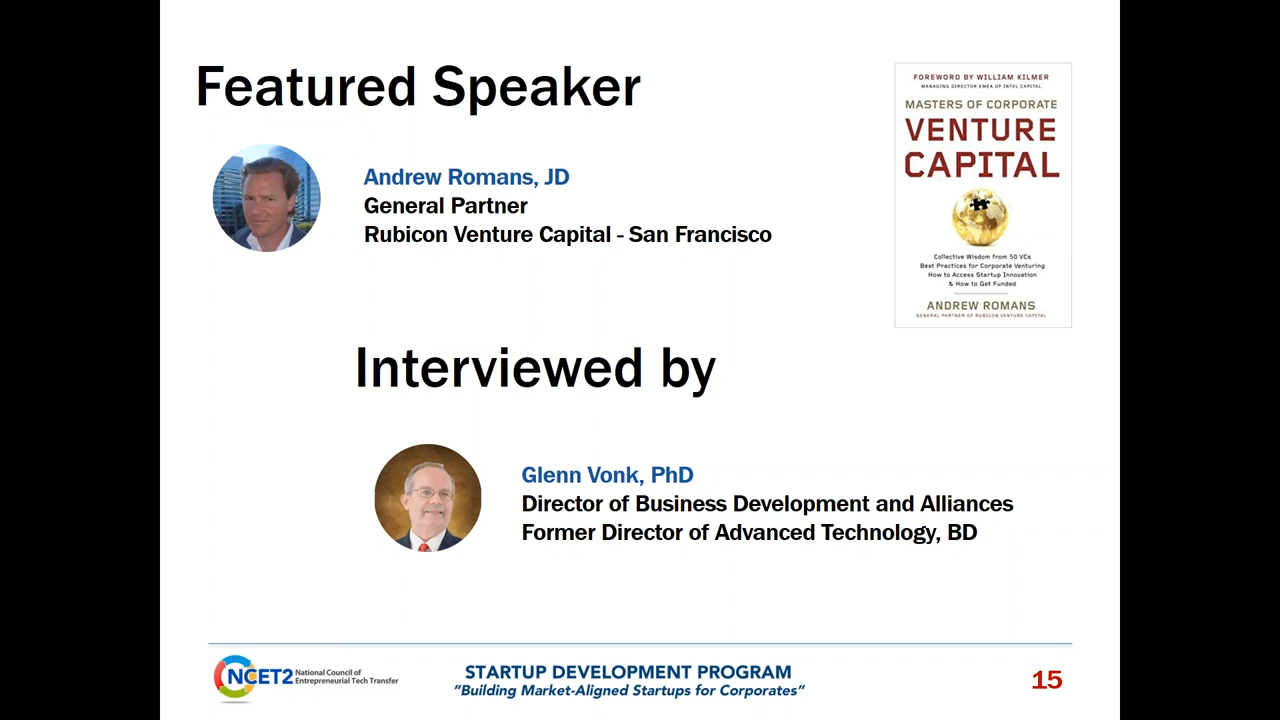 Featured Speaker
Andrew Romans, JD
General Partner
Rubicon Venture Capital - San Francisco
FOREWORD BY WILLIAM KILMER
MANAGING DIRECTOR EMEA OF INTEL CAPITAL
MASTERS OF CORPORATE
VENTURE
CAPITAL
Collective Wisdom from 50 VCs
Best Practices for Corporate Venturing
How to Access Startup Innovation
& How to Get Funded
ANDREW ROMANS
GENERAL PARTNER OF RUBICON VENTURE CAPITAL
Interviewed by
Glenn Vonk, PhD
Director of Business Development and Alliances
Former Director of Advanced Technology, BD
NCET2
National Council of
Entrepreneurial Tech Transfer
STARTUP DEVELOPMENT PROGRAM
"Building Market-Aligned Startups for Corporates"
15